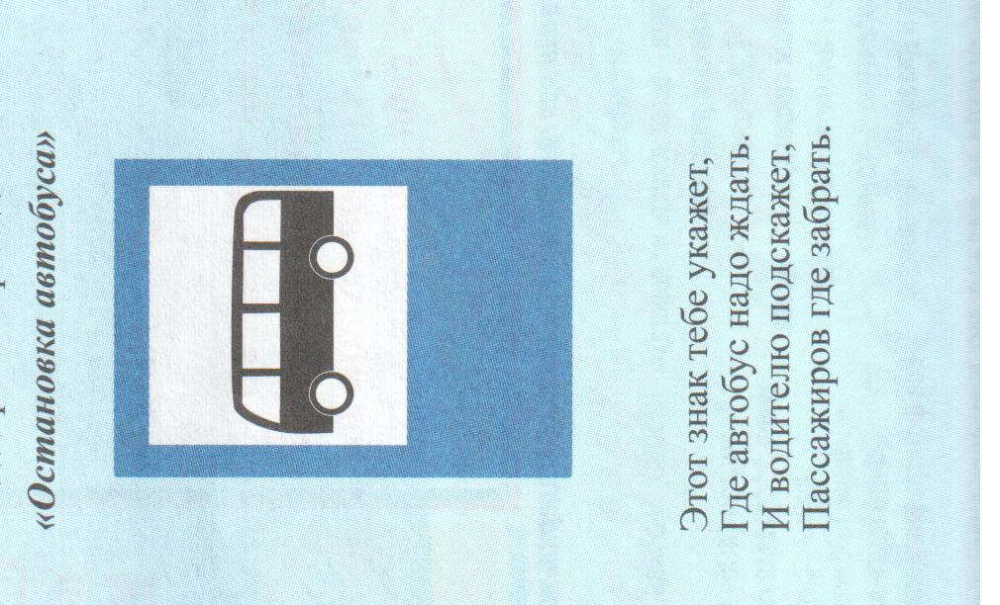 «Остановка автобуса»
Этот знак тебе укажет,
Где автобус надо ждать.
И водителю подскажет,
Пассажиров где забрать.